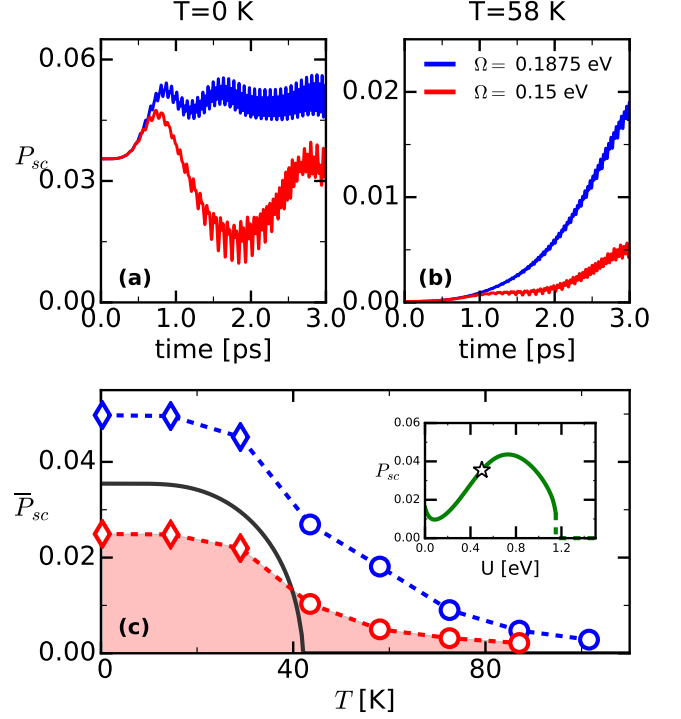 T=0 K T=58 K
0.06
0.03
0.00
P_sc
(a)
0.0 1.0 2.0 3.0
time [ps]
0.02
0.01
0.00
Ω = 0.1875 eV
Ω = 0.15 eV
(b)
0.0 1.0 2.0 3.0
time [ps]
0.04
0.02
0.00
P̅_sc
(c)
0 40 80
T [K]
0.06
0.04
0.02
0.00
P_sc
0.0 0.4 0.8 1.2
U [eV]